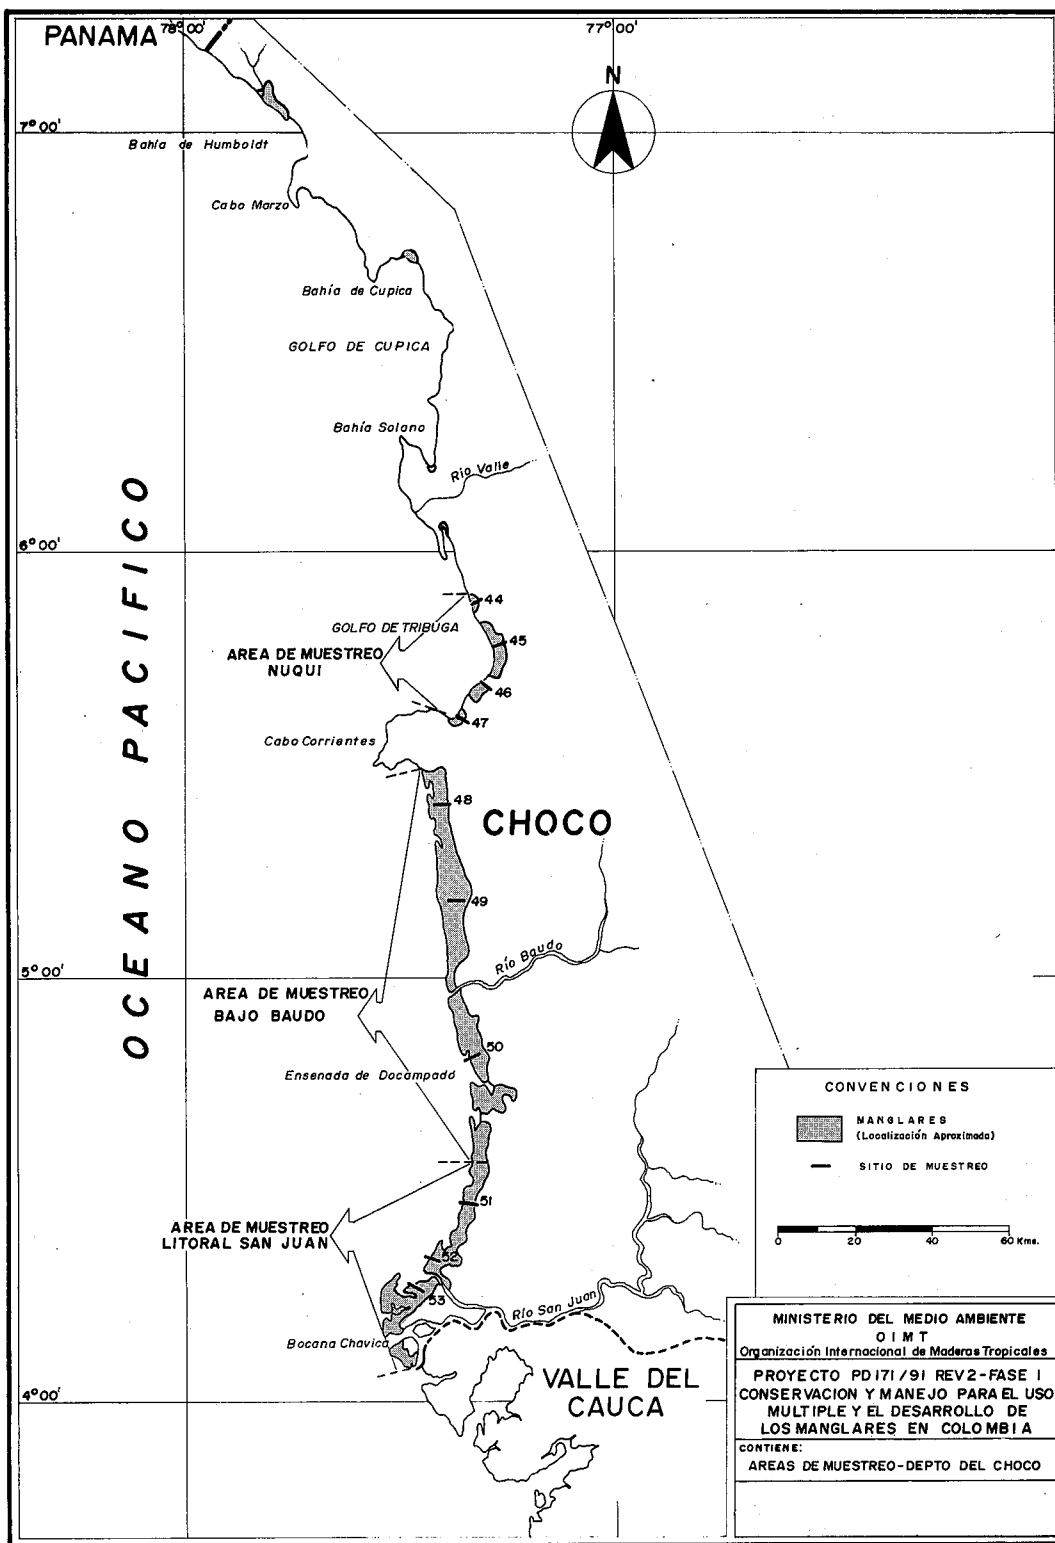 78°00'
77°00'
PANAMA
N
7°00'
Bahía de Humboldt
Cabo Marzo
Bahía de Cupica
GOLFO DE CUPICA
Bahía Solano
Río Valle
OCEANO PACIFICO
6°00'
44
GOLFO DE TRIBUGA
45
AREA DE MUESTREO
NUQUI
46
47
Cabo Corrientes
48
CHOCO
49
Río Baudo
5°00'
AREA DE MUESTREO
BAJO BAUDO
50
Ensenada de Docampadó
CONVENCIONES
MANGLARES
(Localización Aproximada)
SITIO DE MUESTREO
51
AREA DE MUESTREO
LITORAL SAN JUAN
0 20 40 60 Kms.
52
53
Río San Juan
Bocana Chavica
VALLE DEL
CAUCA
4°00'
MINISTERIO DEL MEDIO AMBIENTE
OIMT
Organización Internacional de Maderas Tropicales
PROYECTO PD 171/91 REV2-FASE I
CONSERVACION Y MANEJO PARA EL USO
MULTIPLE Y EL DESARROLLO DE
LOS MANGLARES EN COLOMBIA
CONTIENE:
AREAS DE MUESTREO-DEPTO DEL CHOCO